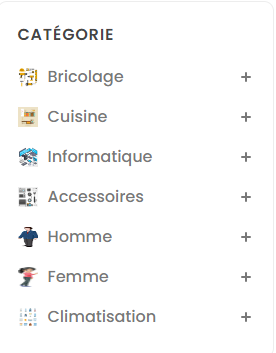 CATÉGORIE
Bricolage +
Cuisine +
Informatique +
Accessoires +
Homme +
Femme +
Climatisation +